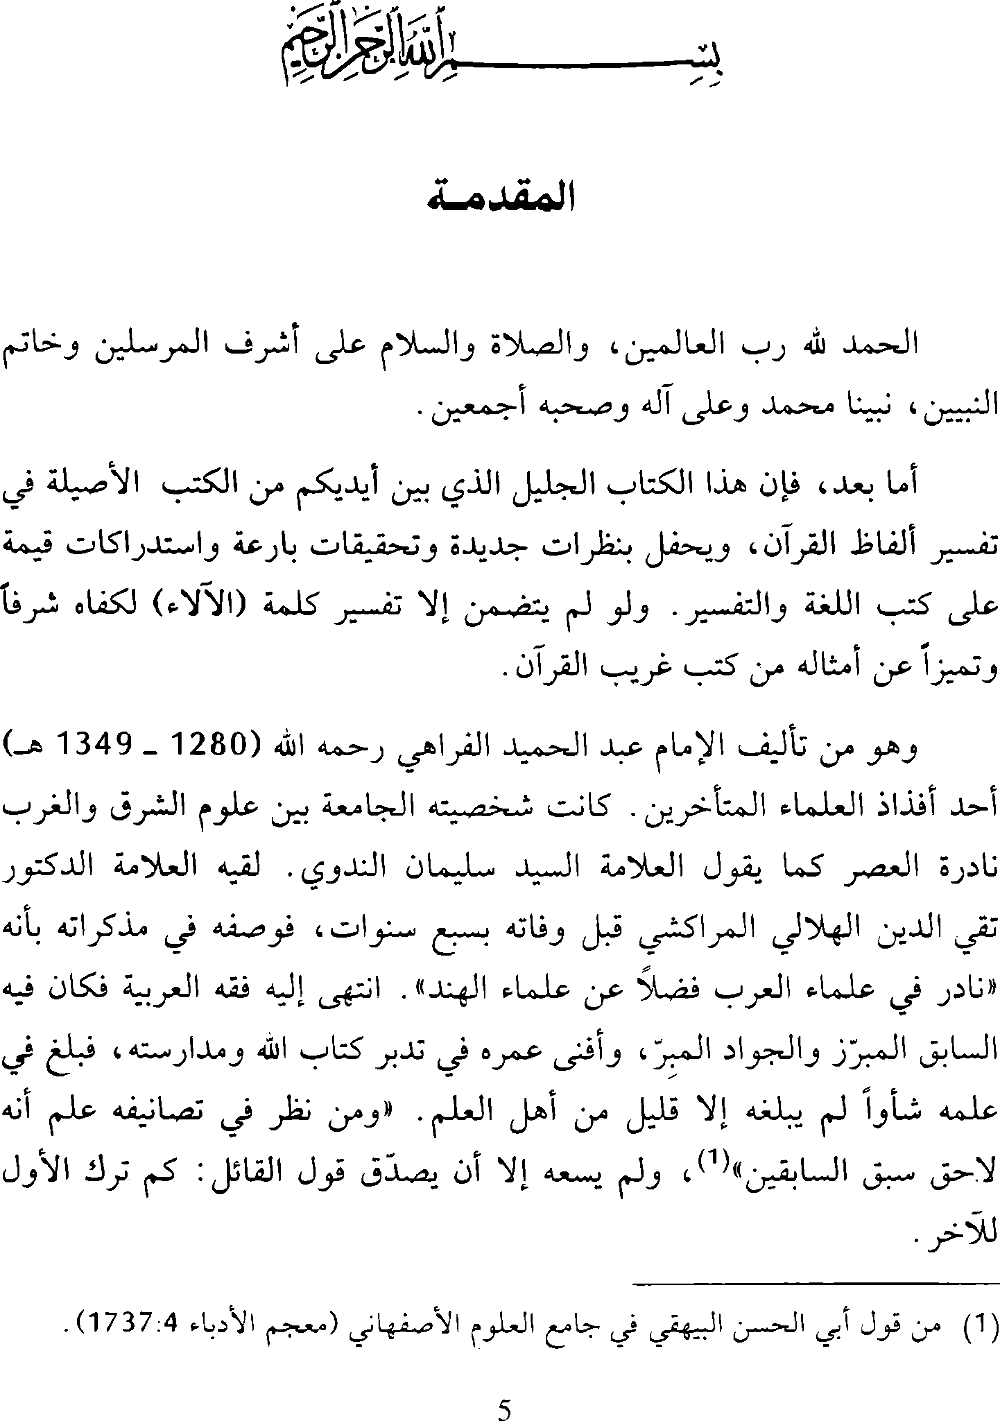 بسم الله الرحمن الرحيم
المقدمـة
الحمد لله رب العالمين، والصلاة والسلام على أشرف المرسلين وخاتم
النبيين، نبينا محمد وعلى آله وصحبه أجمعين.
أما بعد، فإن هذا الكتاب الجليل الذي بين أيديكم من الكتب الأصيلة في
تفسير ألفاظ القرآن، ويحفل بنظرات جديدة وتحقيقات بارعة واستدراكات قيمة
على كتب اللغة والتفسير. ولو لم يتضمن إلا تفسير كلمة (الآلاء) لكفاه شرفاً
وتميزاً عن أمثاله من كتب غريب القرآن.
وهو من تأليف الإمام عبد الحميد الفراهي رحمه الله (1280 ـ 1349 هـ)
أحد أفذاذ العلماء المتأخرين. كانت شخصيته الجامعة بين علوم الشرق والغرب
نادرة العصر كما يقول العلامة السيد سليمان الندوي. لقيه العلامة الدكتور
تقي الدين الهلالي المراكشي قبل وفاته بسبع سنوات، فوصفه في مذكراته بأنه
«نادر في علماء العرب فضلاً عن علماء الهند». انتهى إليه فقه العربية فكان فيه
السابق المبرّز والجواد المبِرّ، وأفنى عمره في تدبر كتاب الله ومدارسته، فبلغ في
علمه شأواً لم يبلغه إلا قليل من أهل العلم. «ومن نظر في تصانيفه علم أنه
لاحق سبق السابقين»(1)، ولم يسعه إلا أن يصدّق قول القائل: كم ترك الأول
للآخر.
(1) من قول أبي الحسن البيهقي في جامع العلوم الأصفهاني (معجم الأدباء 1737:4).
5